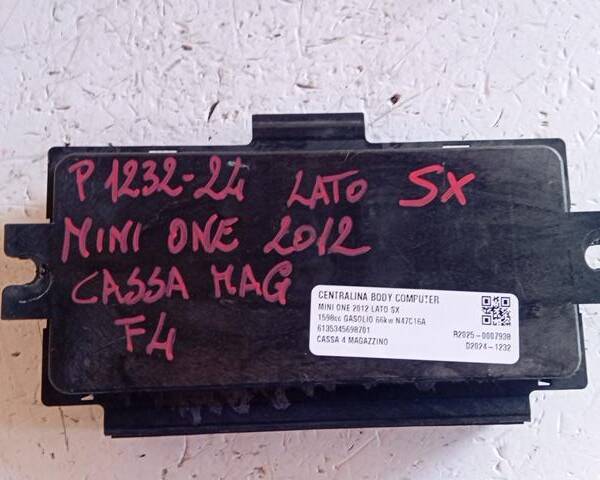 P1232-24 LATO SX
MINI ONE 2012
CASSA MAG
F4
CENTRALINA BODY COMPUTER
MINI ONE 2012 LATO SX
1598cc GASOLIO 66kw N47C16A
6135345698701
R2025-0007938
CASSA 4 MAGAZZINO
D2024-1232